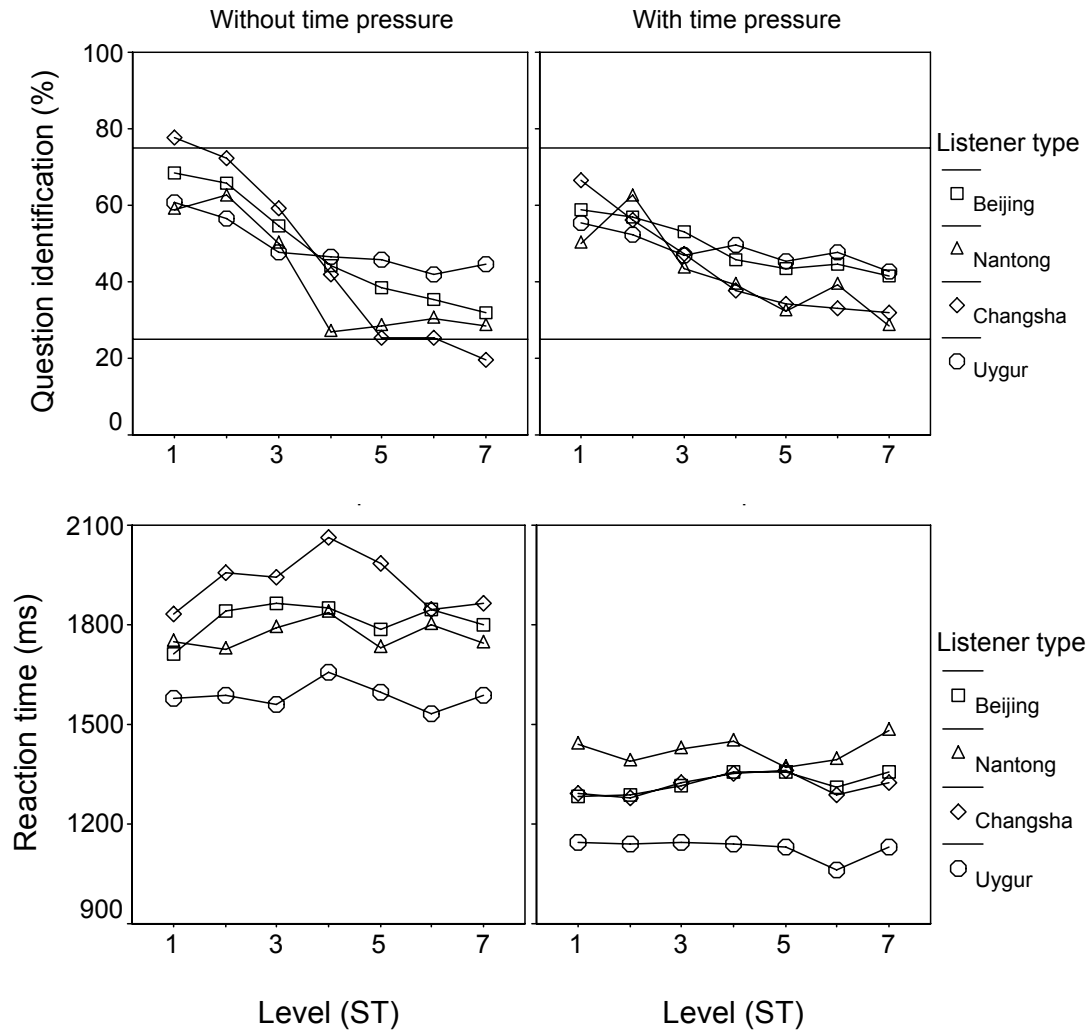 Without time pressure
With time pressure
Question identification (%)
100
80
60
40
20
0
1 3 5 7
1 3 5 7
Listener type
Beijing
Nantong
Changsha
Uygur
Reaction time (ms)
2100
1800
1500
1200
900
1 3 5 7
1 3 5 7
Listener type
Beijing
Nantong
Changsha
Uygur
Level (ST)
Level (ST)